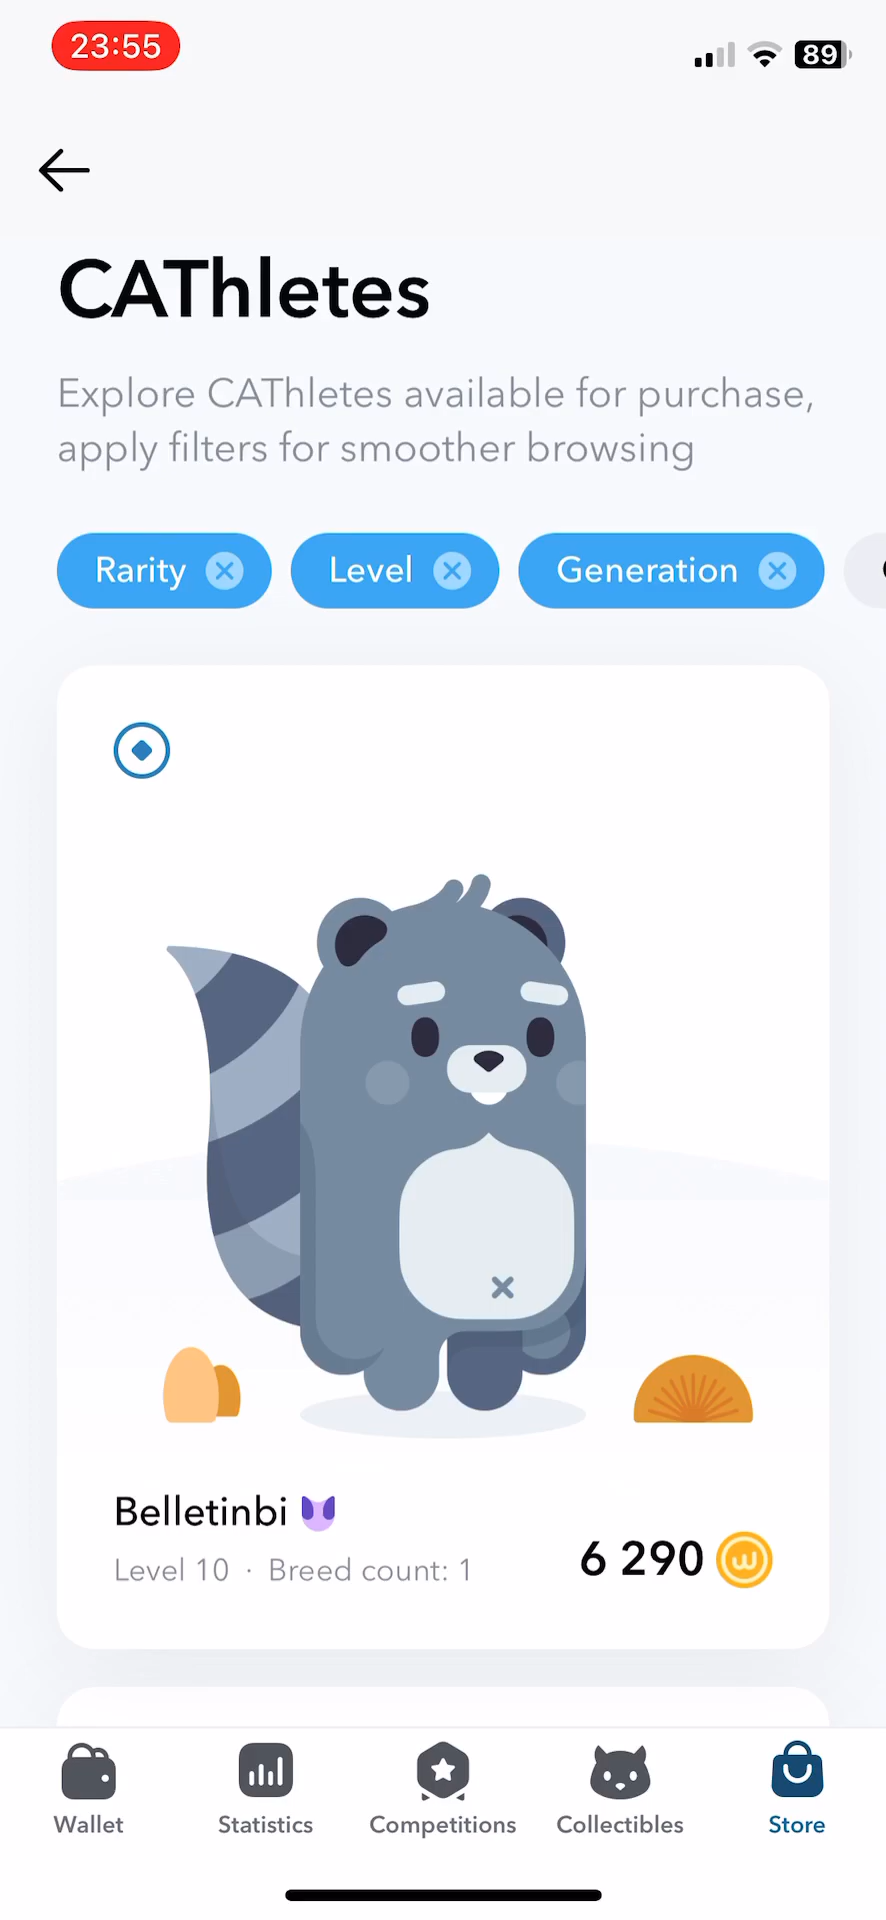 23:55
89
CAThletes
Explore CAThletes available for purchase,
apply filters for smoother browsing
Rarity
Level
Generation
Belletinbi
Level 10 · Breed count: 1
6 290
Wallet
Statistics
Competitions
Collectibles
Store